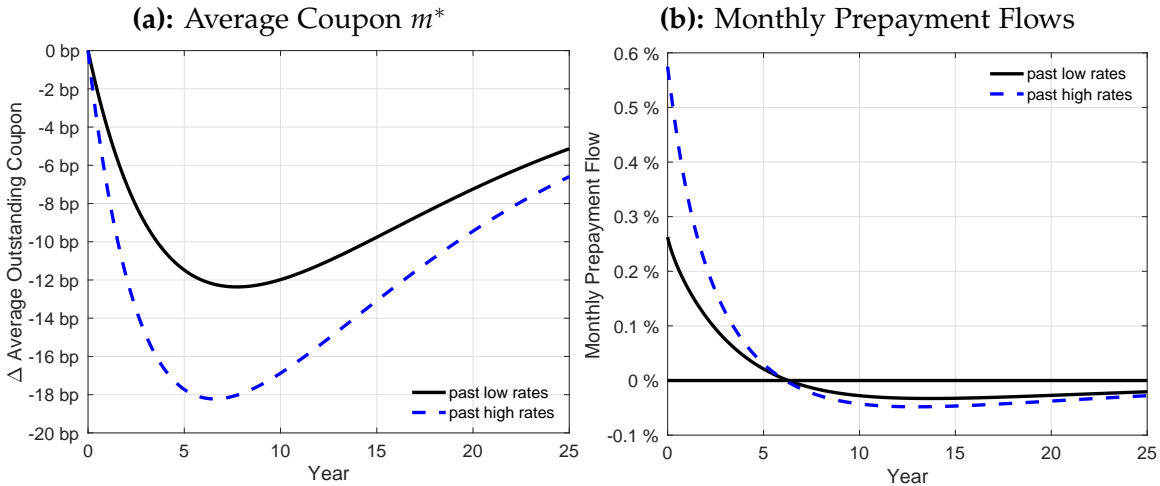 (a): Average Coupon m*
0 bp
-2 bp
-4 bp
-6 bp
-8 bp
-10 bp
-12 bp
-14 bp
-16 bp
-18 bp
-20 bp
Δ Average Outstanding Coupon
past low rates
past high rates
0 5 10 15 20 25
Year
(b): Monthly Prepayment Flows
0.6 %
0.5 %
0.4 %
0.3 %
0.2 %
0.1 %
0 %
-0.1 %
Monthly Prepayment Flow
past low rates
past high rates
0 5 10 15 20 25
Year